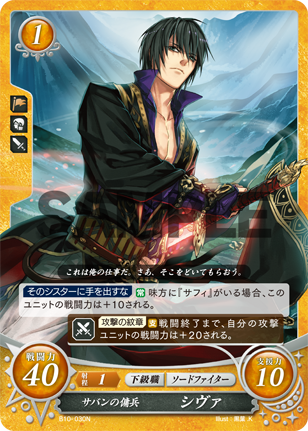 1
SAMPLE
これは俺の仕事だ。さあ、そこをどいてもらおう。
そのシスターに手を出すな 常 味方に『サフィ』がいる場合、この
ユニットの戦闘力は+10される。
攻撃の紋章 支 戦闘終了まで、自分の攻撃
ユニットの戦闘力は+20される。
戦闘力 40
射程 1 下級職 ソードファイター
支援力 10
サバンの傭兵 シヴァ
B10-030N
Illust: